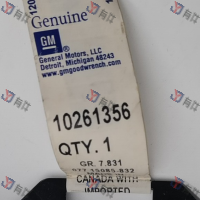 Genuine
GM
General Motors, LLC
Detroit, Michigan 48243
www.gmgoodwrench.com
10261356
QTY. 1
GR. 7.831
CANADA WITH
IMPORTED